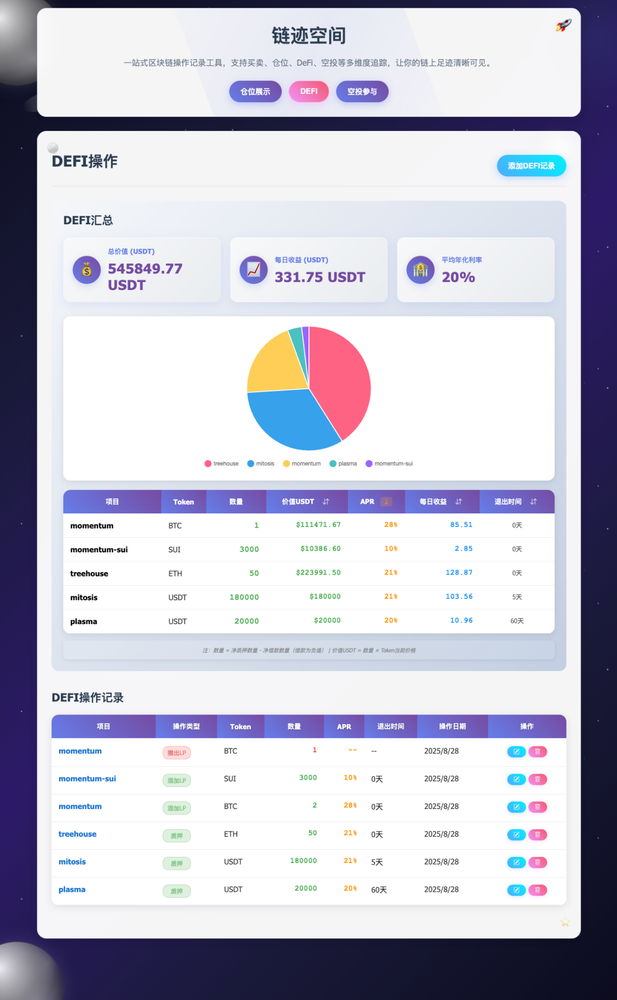 链迹空间
一站式区块链操作记录工具，支持买卖、仓位、DeFi、空投等多维度追踪，让你的链上足迹清晰可见。
仓位展示 DEFI 空投参与
DEFI操作
添加DEFI记录
DEFI汇总
总价值 (USDT)
545849.77 USDT
每日收益 (USDT)
331.75 USDT
平均年化利率
20%
treehouse mitosis momentum plasma momentum-sui
项目 Token 数量 价值USDT APR 每日收益 退出时间
momentum BTC 1 $111471.67 28% 85.51 0天
momentum-sui SUI 3000 $10386.60 10% 2.85 0天
treehouse ETH 50 $223991.50 21% 128.87 0天
mitosis USDT 180000 $180000 21% 103.56 5天
plasma USDT 20000 $20000 20% 10.96 60天
注：数量 = 净质押数量 - 净借款数量（借款为负值） | 价值USDT = 数量 × Token当前价格
DEFI操作记录
项目 操作类型 Token 数量 APR 退出时间 操作日期 操作
momentum 撤出LP BTC 1 -- -- 2025/8/28
momentum-sui 添加LP SUI 3000 10% 0天 2025/8/28
momentum 添加LP BTC 2 28% 0天 2025/8/28
treehouse 质押 ETH 50 21% 0天 2025/8/28
mitosis 质押 USDT 180000 21% 5天 2025/8/28
plasma 质押 USDT 20000 20% 60天 2025/8/28